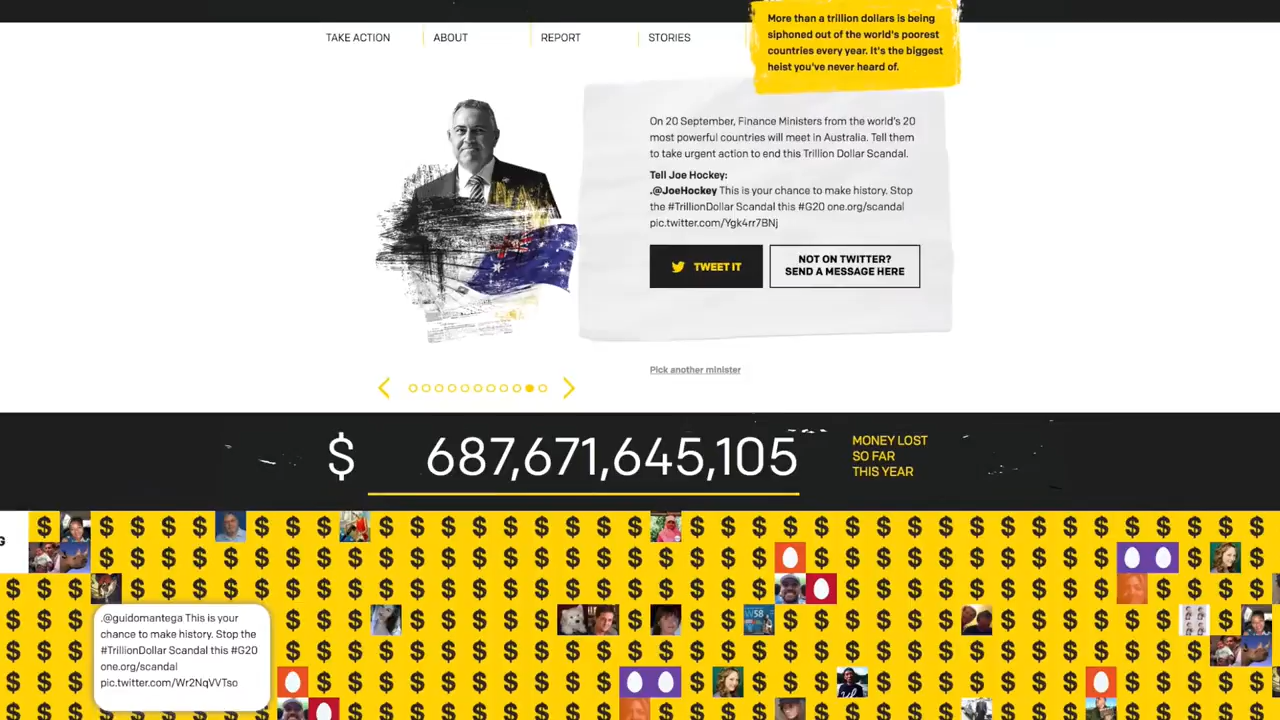 More than a trillion dollars is being
siphoned out of the world's poorest
countries every year. It's the biggest
heist you've never heard of.
TAKE ACTION
ABOUT
REPORT
STORIES
On 20 September, Finance Ministers from the world's 20
most powerful countries will meet in Australia. Tell them
to take urgent action to end this Trillion Dollar Scandal.
Tell Joe Hockey:
.@JoeHockey This is your chance to make history. Stop
the #TrillionDollar Scandal this #G20 one.org/scandal
pic.twitter.com/Ygk4rr7BNj
TWEET IT
NOT ON TWITTER?
SEND A MESSAGE HERE
Pick another minister
$ 687,671,645,105
MONEY LOST
SO FAR
THIS YEAR
G
.@guidomantega This is your
chance to make history. Stop the
#TrillionDollar Scandal this #G20
one.org/scandal
pic.twitter.com/Wr2NqVVTso